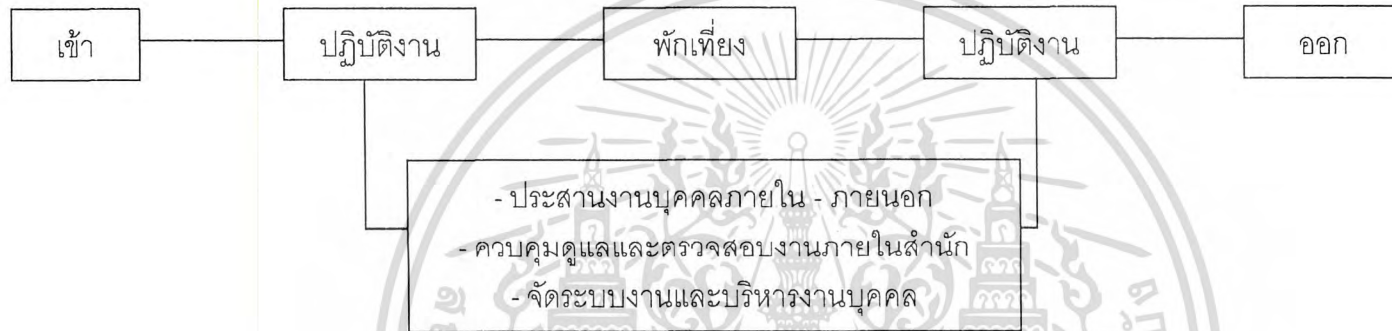 เข้า
ปฏิบัติงาน
พักเที่ยง
ปฏิบัติงาน
ออก
- ประสานงานบุคคลภายใน - ภายนอก
- ควบคุมดูแลและตรวจสอบงานภายในสำนัก
- จัดระบบงานและบริหารงานบุคคล